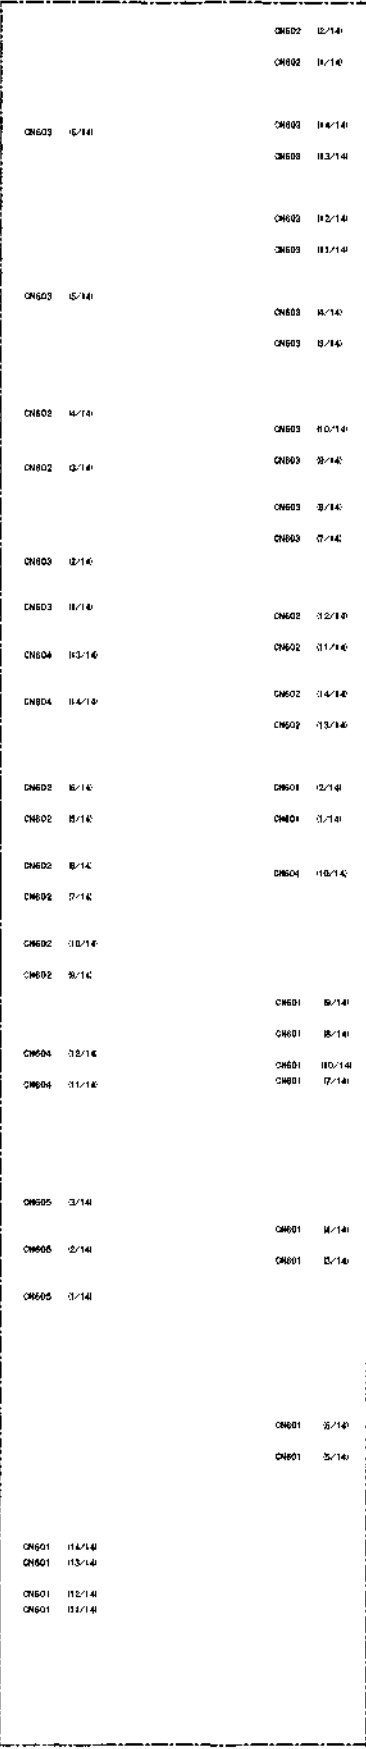 CN602 (2/14)
CN602 (1/14)
CN603 (14/14)
CN603 (6/14)
CN603 (13/14)
CN603 (12/14)
CN603 (11/14)
CN603 (5/14)
CN603 (4/14)
CN603 (3/14)
CN602 (4/14)
CN603 (10/14)
CN603 (9/14)
CN602 (3/14)
CN603 (8/14)
CN603 (7/14)
CN603 (2/14)
CN603 (1/14)
CN602 (12/14)
CN602 (11/14)
CN604 (13/14)
CN602 (14/14)
CN604 (14/14)
CN602 (13/14)
CN602 (6/14)
CN601 (2/14)
CN602 (5/14)
CN601 (1/14)
CN602 (8/14)
CN604 (10/14)
CN602 (7/14)
CN602 (10/14)
CN602 (9/14)
CN601 (9/14)
CN601 (8/14)
CN604 (12/14)
CN601 (10/14)
CN601 (7/14)
CN604 (11/14)
CN605 (3/14)
CN601 (4/14)
CN605 (2/14)
CN601 (3/14)
CN605 (1/14)
CN601 (6/14)
CN601 (5/14)
CN601 (14/14)
CN601 (13/14)
CN601 (12/14)
CN601 (11/14)